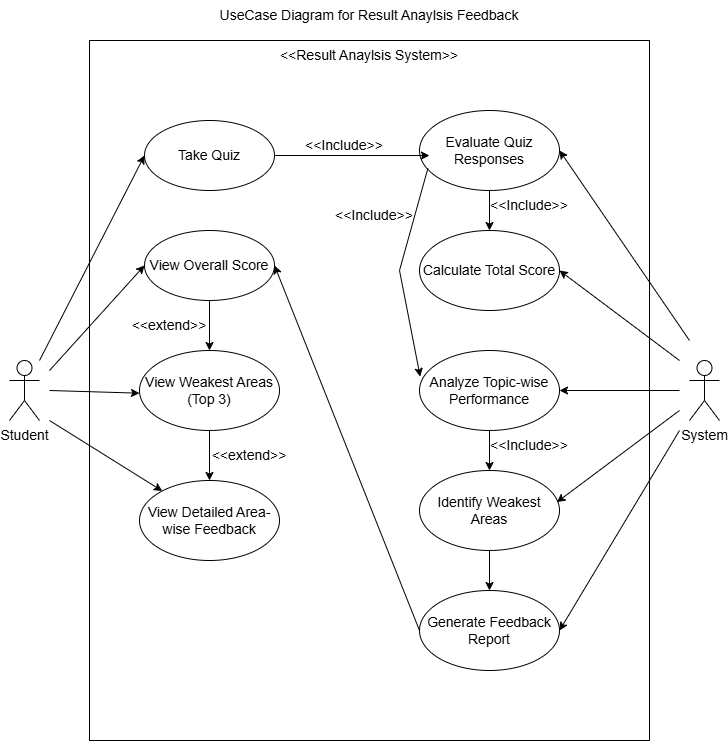 UseCase Diagram for Result Anaylsis Feedback
<<Result Anaylsis System>>
Take Quiz
<<Include>>
Evaluate Quiz
Responses
<<Include>>
<<Include>>
View Overall Score
Calculate Total Score
<<extend>>
View Weakest Areas
(Top 3)
Analyze Topic-wise
Performance
Student
System
<<extend>>
<<Include>>
View Detailed Area-
wise Feedback
Identify Weakest
Areas
Generate Feedback
Report